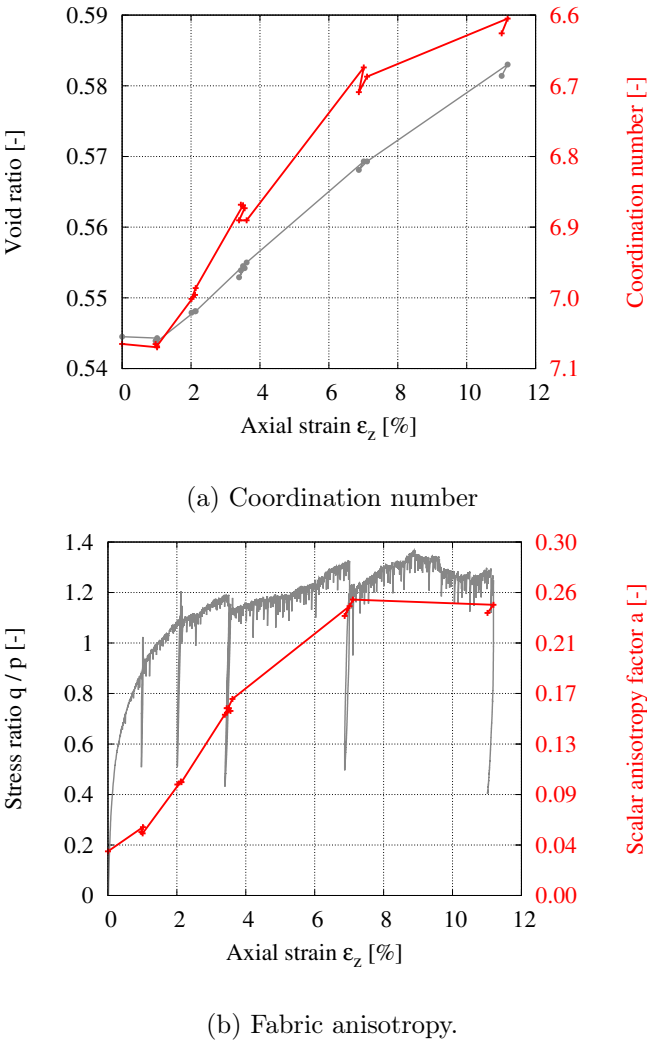 0.59
0.58
0.57
0.56
0.55
0.54
Void ratio [-]
6.6
6.7
6.8
6.9
7.0
7.1
Coordination number [-]
0 2 4 6 8 10 12
Axial strain εz [%]
(a) Coordination number
1.4
1.2
1
0.8
0.6
0.4
0.2
0
Stress ratio q / p [-]
0.30
0.26
0.21
0.17
0.13
0.09
0.04
0.00
Scalar anisotropy factor a [-]
0 2 4 6 8 10 12
Axial strain εz [%]
(b) Fabric anisotropy.